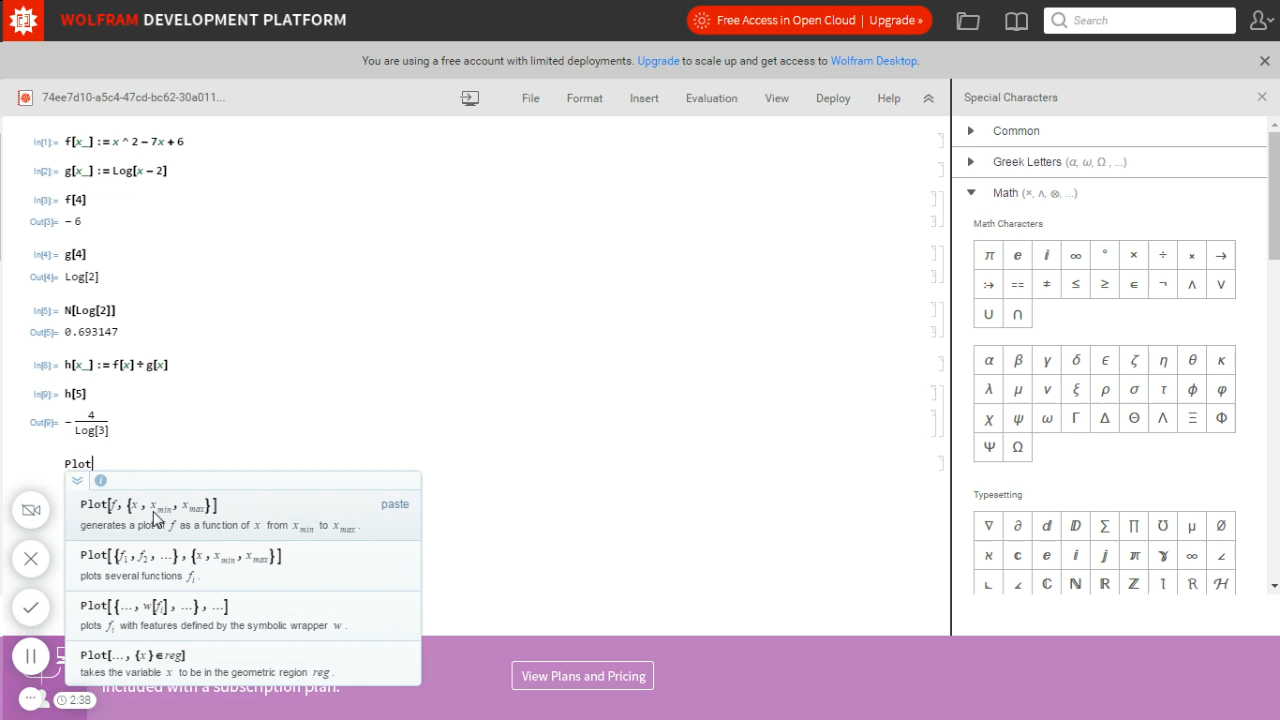 WOLFRAM DEVELOPMENT PLATFORM
Free Access in Open Cloud | Upgrade »
Search
You are using a free account with limited deployments. Upgrade to scale up and get access to Wolfram Desktop.
74ee7d10-a5c4-47cd-bc62-30a011...
File Format Insert Evaluation View Deploy Help
Special Characters
Common
Greek Letters (α, ω, Ω , ...)
Math (×, ∧, ⊗, ...)
Math Characters
π e i ∞ ° × ÷ × →
:→ == ≠ ≤ ≥ ∈ ¬ ∧ ∨
∪ ∩
α β γ δ ϵ ζ η θ κ
λ μ ν ξ ρ σ τ ϕ φ
χ ψ ω Γ Δ Θ Λ Ξ Φ
Ψ Ω
Typesetting
∇ ∂ ⅆ ⅅ ∑ ∏ ℧ μ Ø
ℵ c e i j π γ ∞ ∠
∟ ∠ ℂ ℕ ℝ ℤ l ℛ ℋ
In[1]:= f[x_] := x ^ 2 − 7x + 6
In[2]:= g[x_] := Log[x − 2]
In[3]:= f[4]
Out[3]= − 6
In[4]:= g[4]
Out[4]= Log[2]
In[5]:= N[Log[2]]
Out[5]= 0.693147
In[8]:= h[x_] := f[x] ÷ g[x]
In[9]:= h[5]
Out[9]= − 4 / Log[3]
Plot
Plot[f, {x, xmin, xmax}] paste
generates a plot of f as a function of x from xmin to xmax.
Plot[{f1, f2, ...}, {x, xmin, xmax}]
plots several functions fi.
Plot[{..., w[fi], ...}, ...]
plots fi with features defined by the symbolic wrapper w.
Plot[..., {x}∈reg]
takes the variable x to be in the geometric region reg.
included with a subscription plan.
View Plans and Pricing
2:38